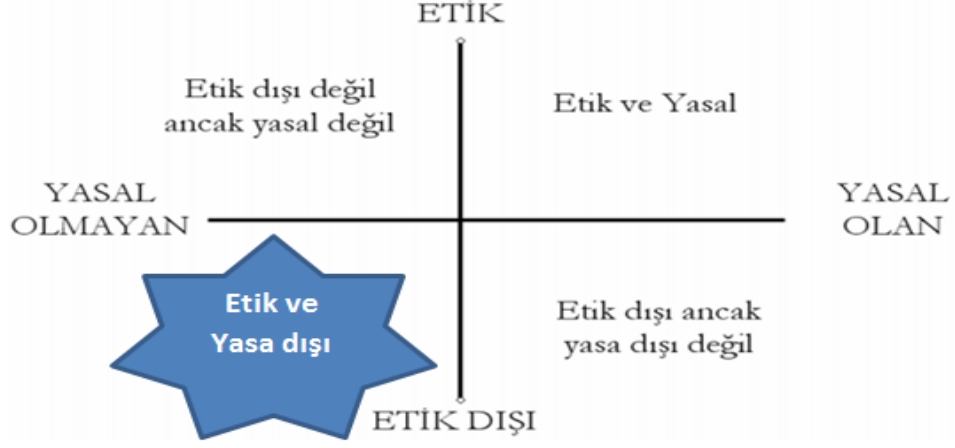 ETİK
Etik dışı değil
ancak yasal değil
Etik ve Yasal
YASAL
OLMAYAN
YASAL
OLAN
Etik ve
Yasa dışı
Etik dışı ancak
yasa dışı değil
ETİK DIŞI